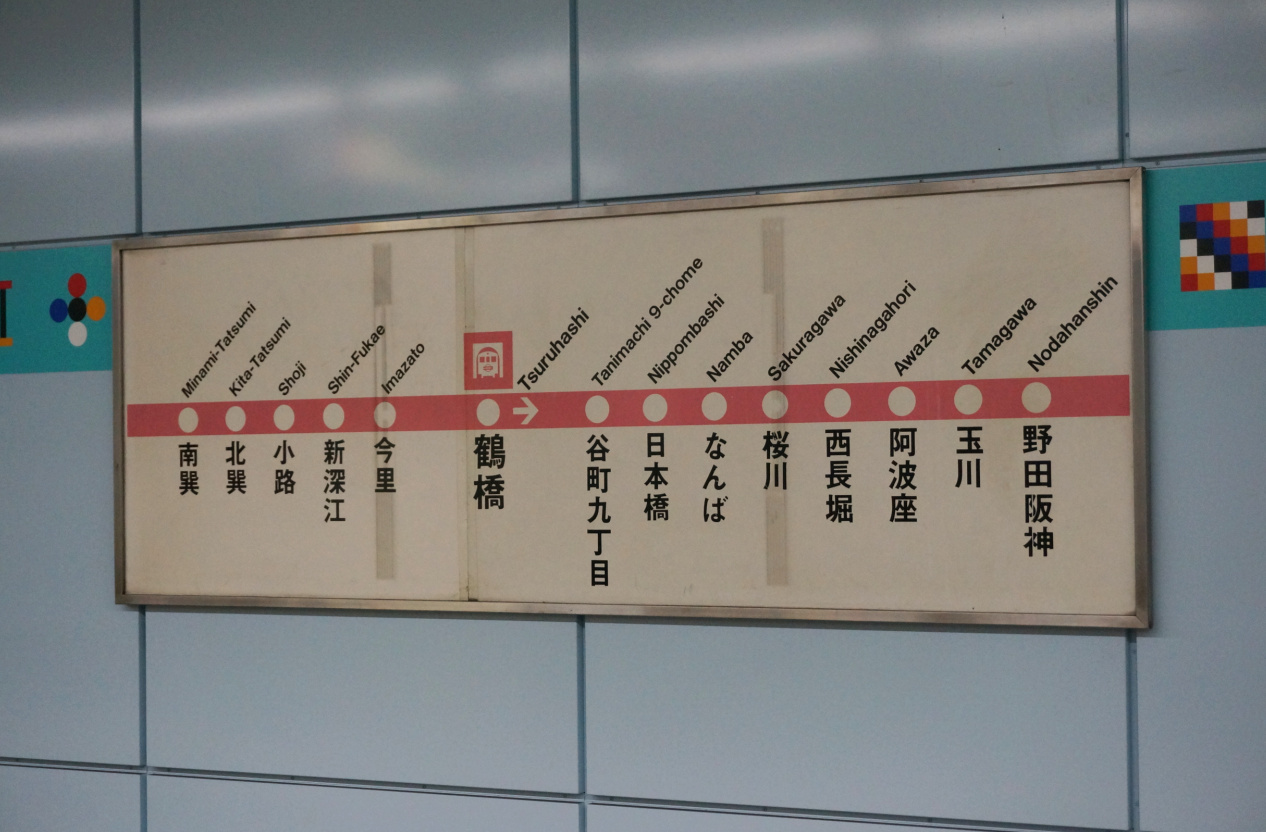 Minami-Tatsumi
Kita-Tatsumi
Shoji
Shin-Fukae
Imazato
Tsuruhashi
Tanimachi 9-chome
Nippombashi
Namba
Sakuragawa
Nishinagahori
Awaza
Tamagawa
Nodahanshin
南巽
北巽
小路
新深江
今里
鶴橋
谷町九丁目
日本橋
なんば
桜川
西長堀
阿波座
玉川
野田阪神